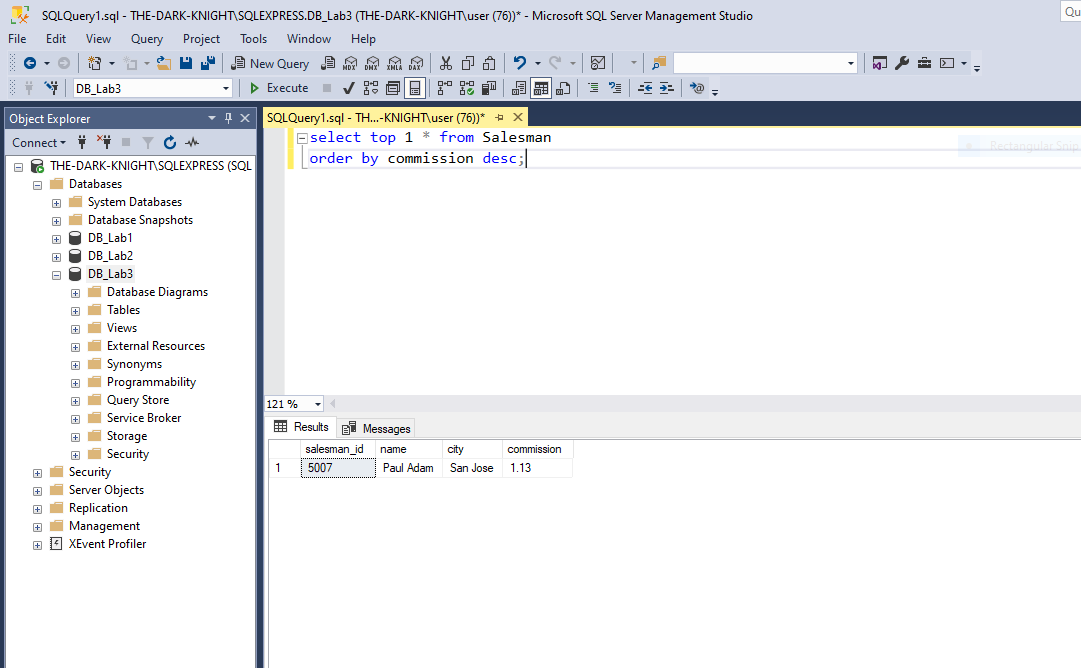 SQLQuery1.sql - THE-DARK-KNIGHT\SQLEXPRESS.DB_Lab3 (THE-DARK-KNIGHT\user (76))* - Microsoft SQL Server Management Studio
Qu
File Edit View Query Project Tools Window Help
New Query MDX DMX XMLA DAX
DB_Lab3 Execute
Object Explorer
SQLQuery1.sql - TH...-KNIGHT\user (76))*
Connect
select top 1 * from Salesman
order by commission desc;
Rectangular Snip
THE-DARK-KNIGHT\SQLEXPRESS (SQL
Databases
System Databases
Database Snapshots
DB_Lab1
DB_Lab2
DB_Lab3
Database Diagrams
Tables
Views
External Resources
Synonyms
Programmability
Query Store
Service Broker
Storage
Security
Security
Server Objects
Replication
Management
XEvent Profiler
121 %
Results Messages
salesman_id name city commission
1 5007 Paul Adam San Jose 1.13